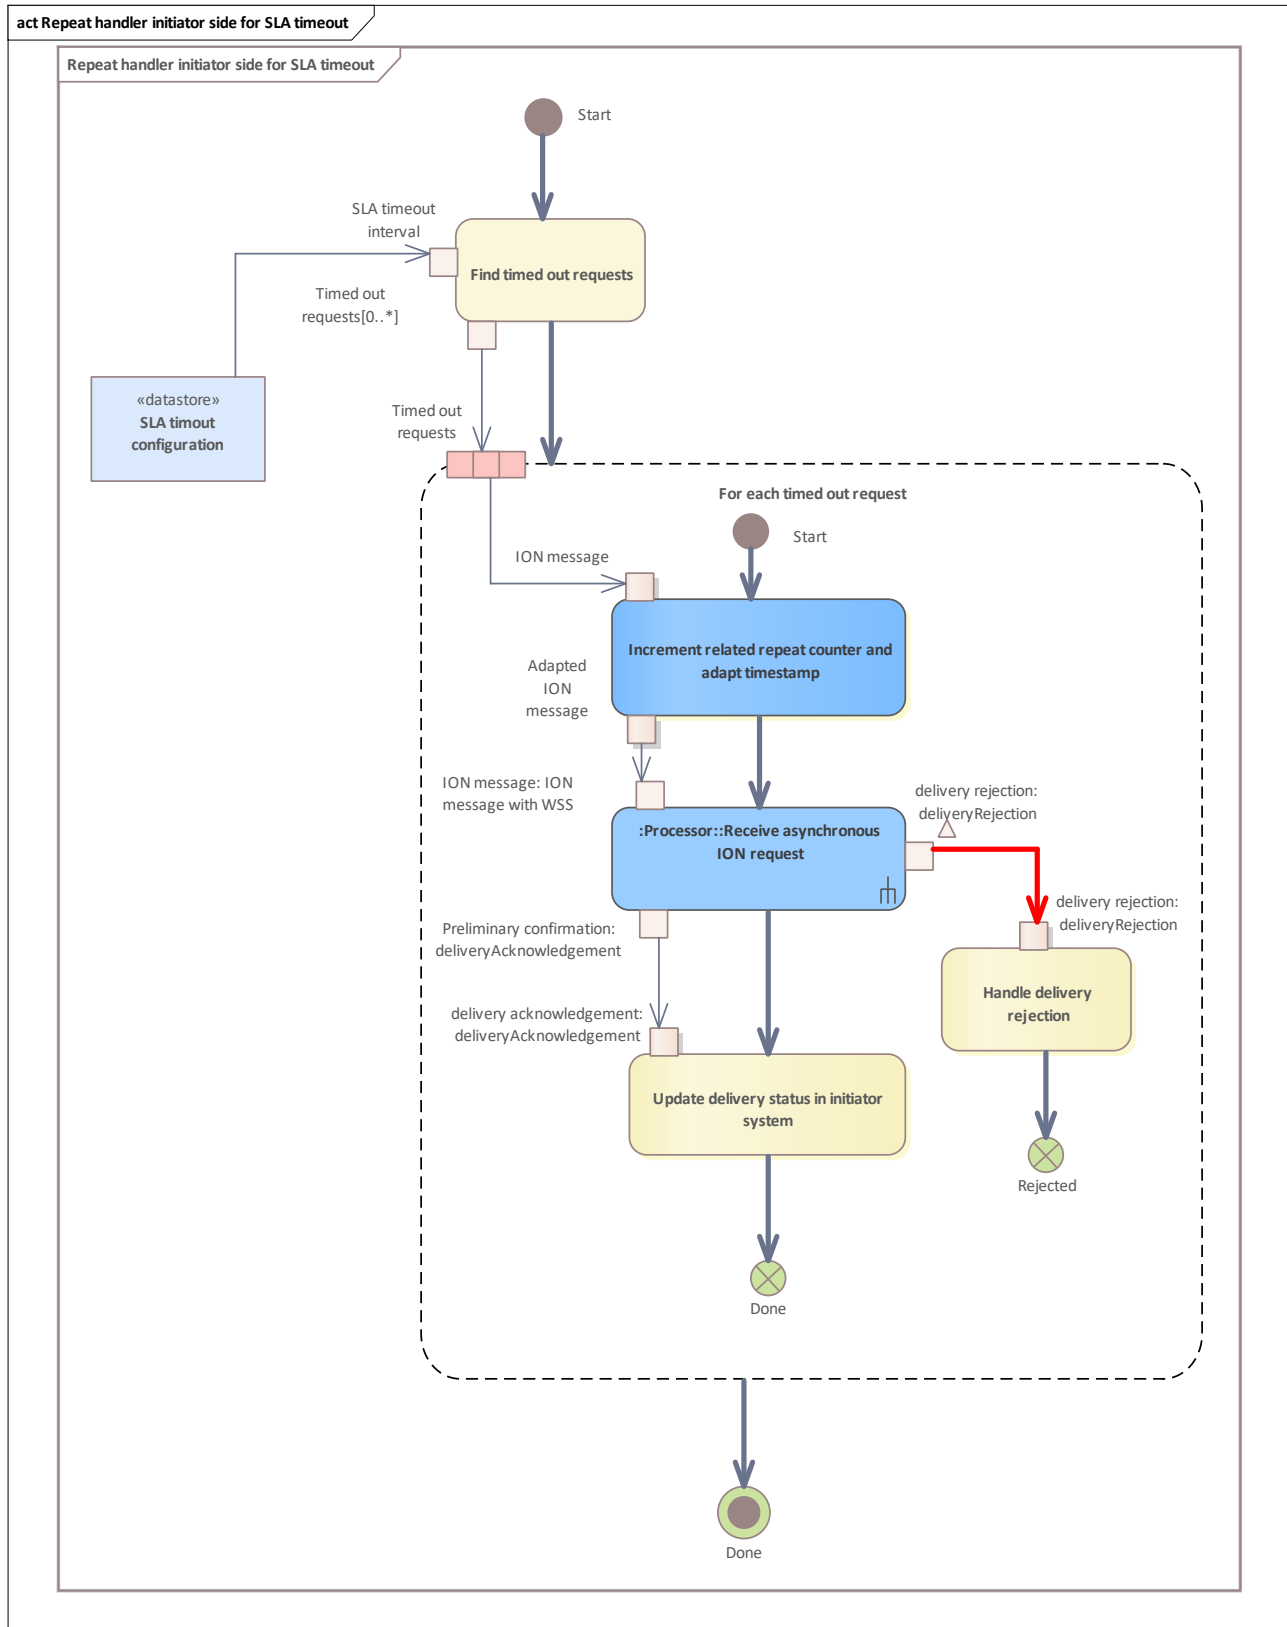 act Repeat handler initiator side for SLA timeout
Repeat handler initiator side for SLA timeout
Start
SLA timeout
interval
Find timed out requests
Timed out
requests[0..*]
«datastore»
SLA timout
configuration
Timed out
requests
For each timed out request
Start
ION message
Increment related repeat counter and
adapt timestamp
Adapted
ION
message
ION message: ION
message with WSS
delivery rejection:
deliveryRejection
:Processor::Receive asynchronous
ION request
delivery rejection:
deliveryRejection
Preliminary confirmation:
deliveryAcknowledgement
Handle delivery
rejection
delivery acknowledgement:
deliveryAcknowledgement
Update delivery status in initiator
system
Rejected
Done
Done